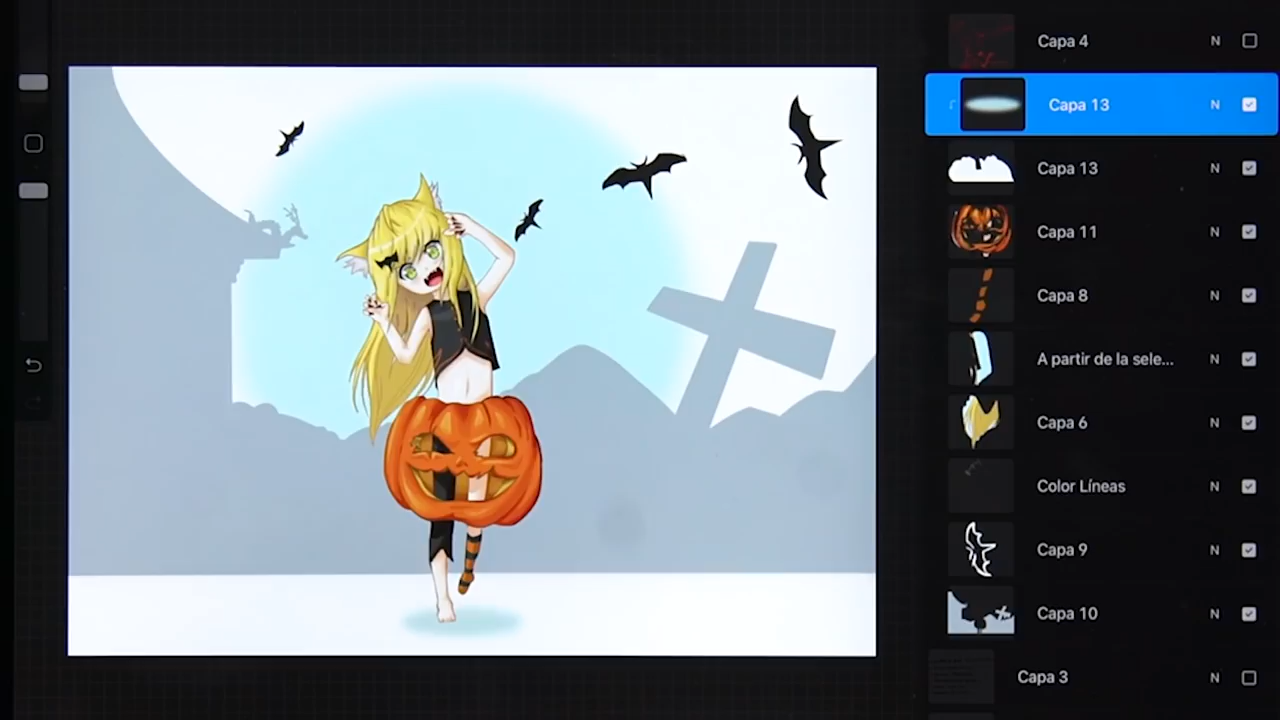 Capa 4 N
Capa 13 N
Capa 13 N
Capa 11 N
Capa 8 N
A partir de la sele... N
Capa 6 N
Color Líneas N
Capa 9 N
Capa 10 N
Capa 3 N